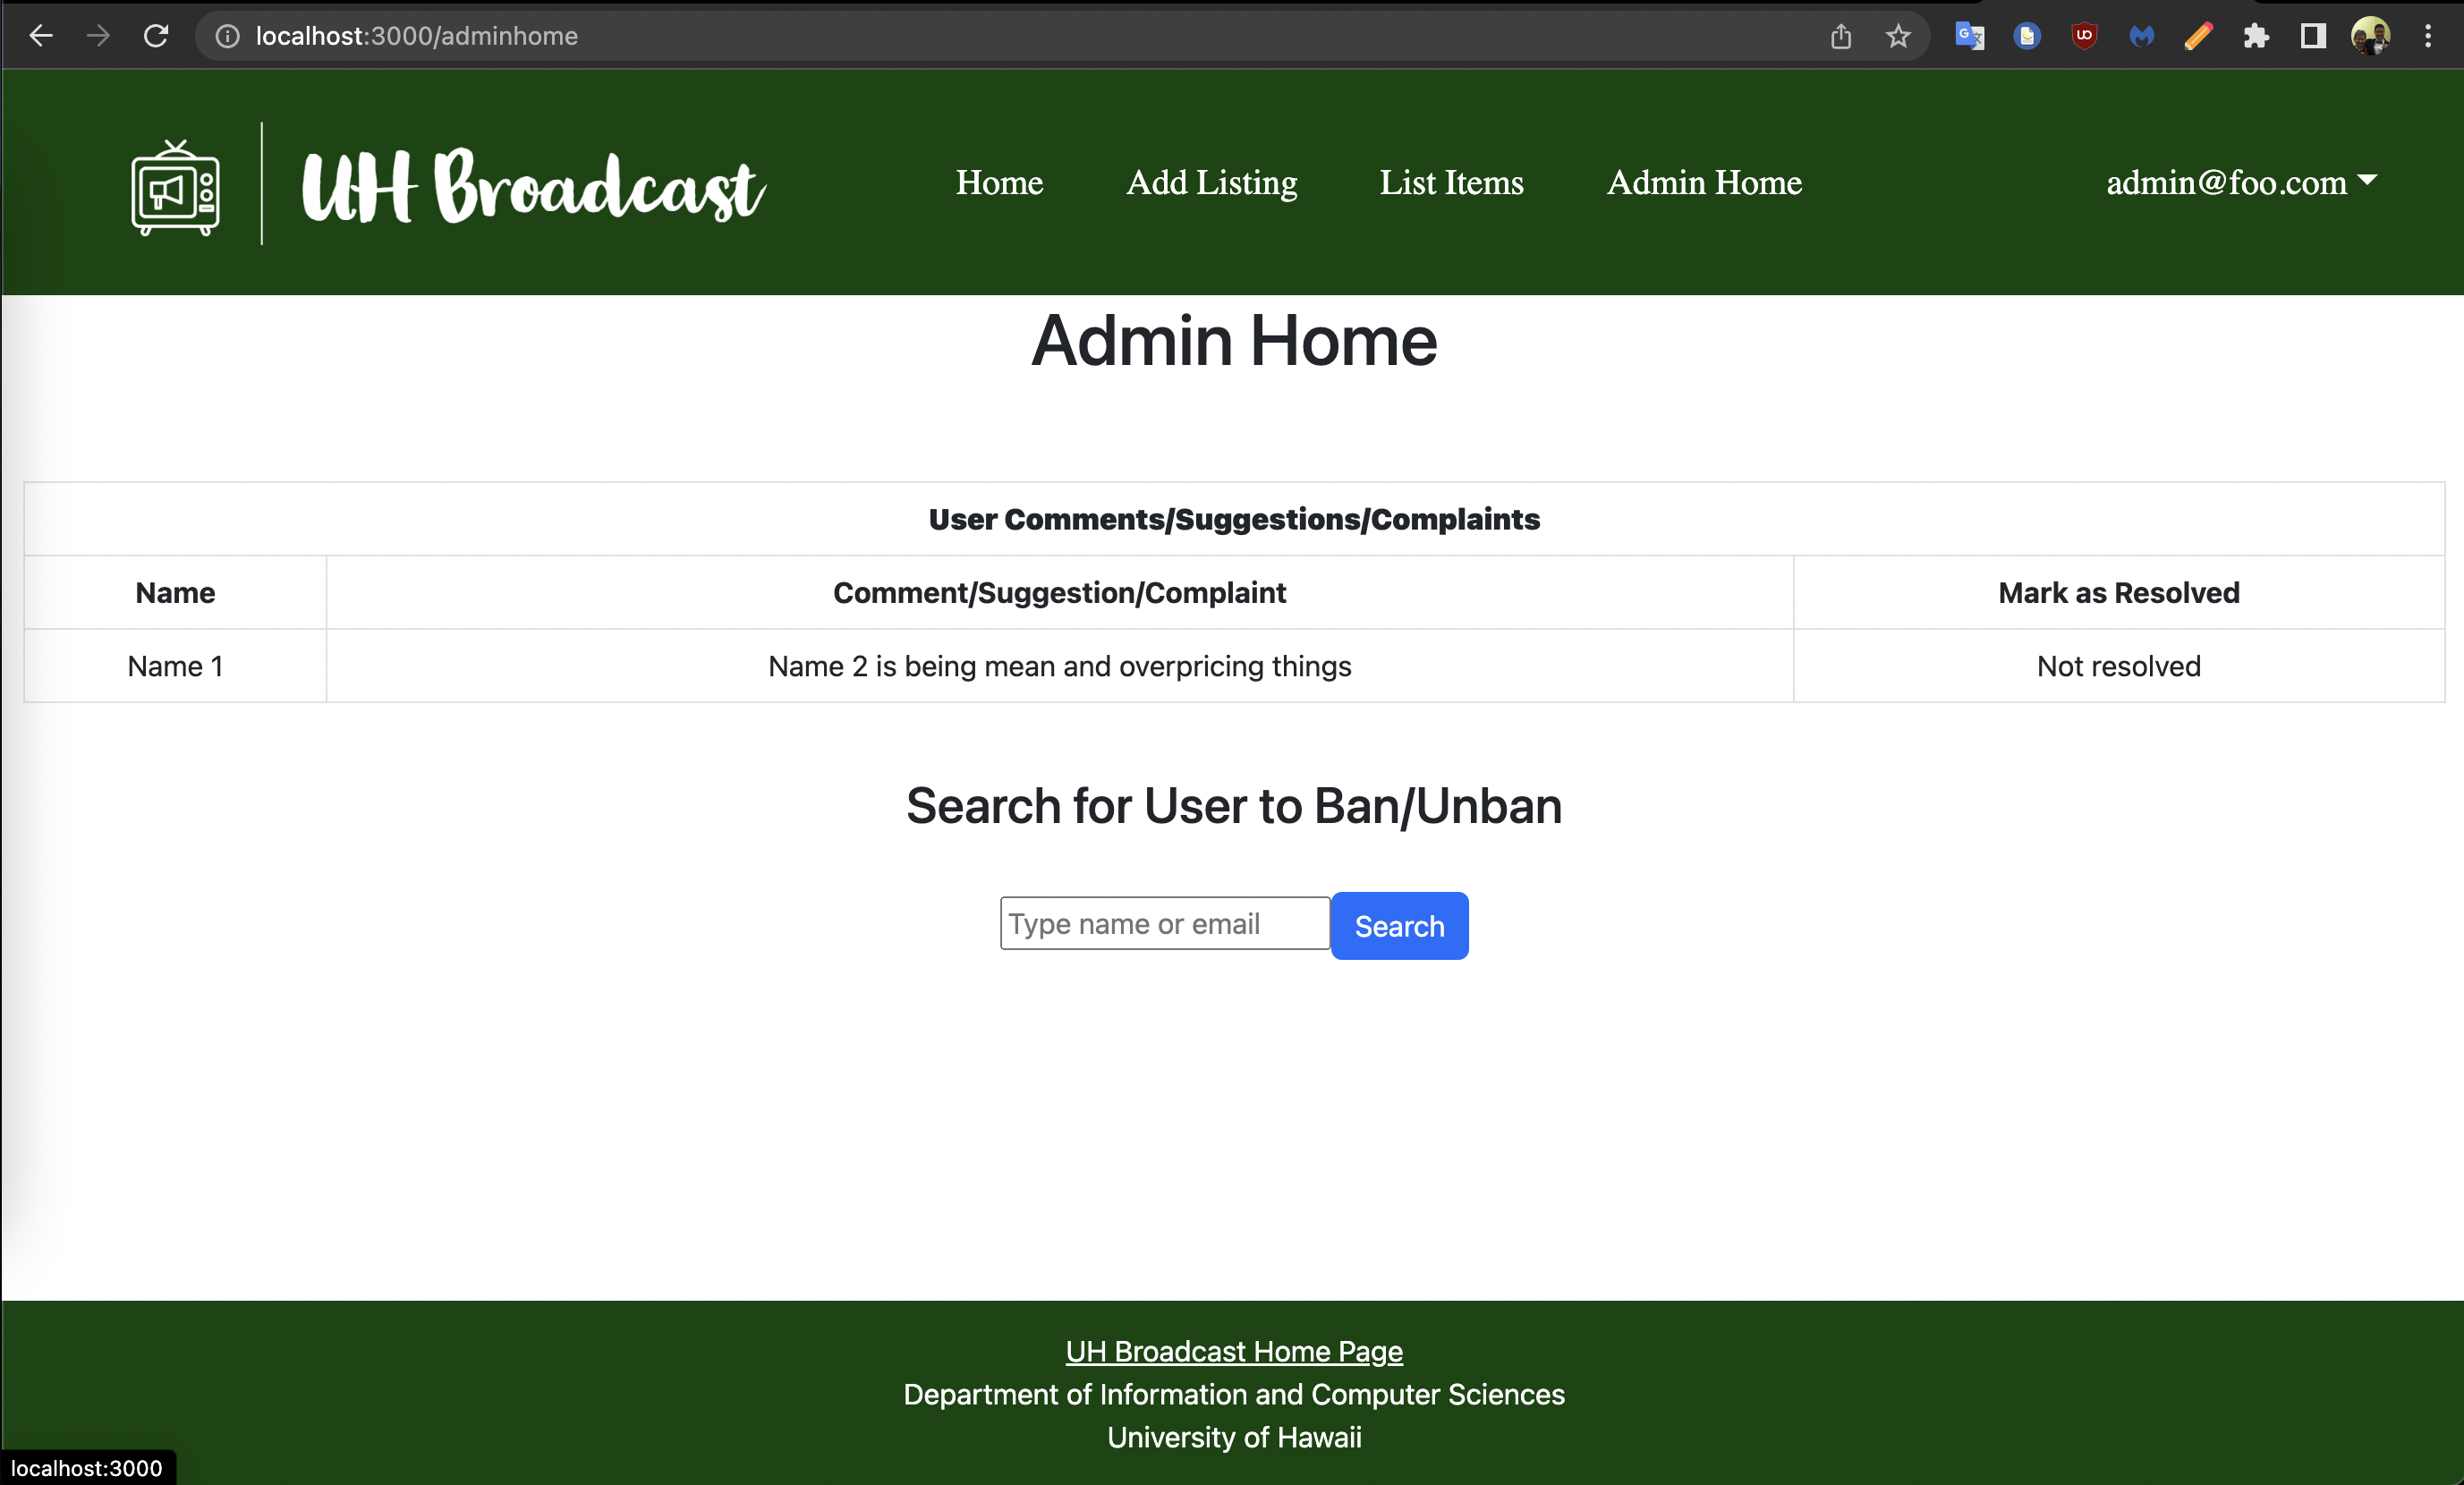 localhost:3000/adminhome
UH Broadcast
Home Add Listing List Items Admin Home admin@foo.com
Admin Home
User Comments/Suggestions/Complaints
Name Comment/Suggestion/Complaint Mark as Resolved
Name 1 Name 2 is being mean and overpricing things Not resolved
Search for User to Ban/Unban
Type name or email Search
UH Broadcast Home Page
Department of Information and Computer Sciences
University of Hawaii
localhost:3000